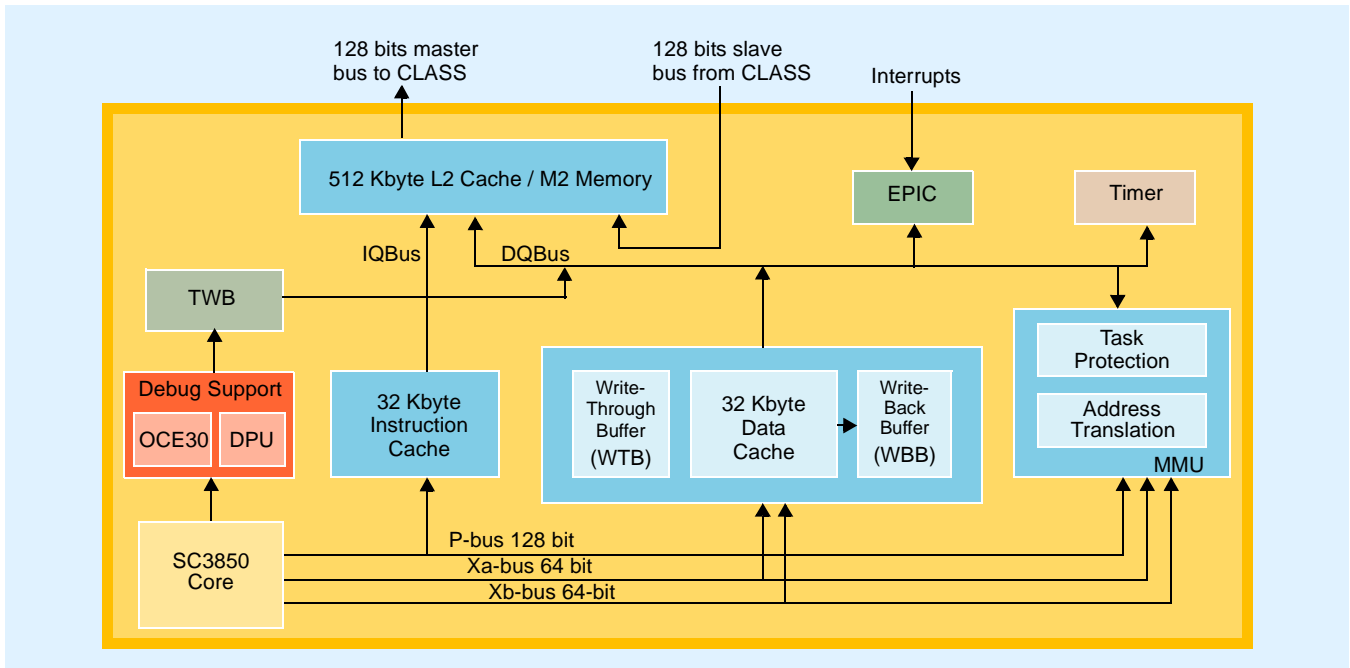 128 bits master
bus to CLASS
128 bits slave
bus from CLASS
Interrupts
512 Kbyte L2 Cache / M2 Memory
EPIC
Timer
IQBus
DQBus
TWB
Task
Protection
Address
Translation
MMU
Debug Support
OCE30
DPU
32 Kbyte
Instruction
Cache
Write-
Through
Buffer
(WTB)
32 Kbyte
Data
Cache
Write-
Back
Buffer
(WBB)
SC3850
Core
P-bus 128 bit
Xa-bus 64 bit
Xb-bus 64-bit